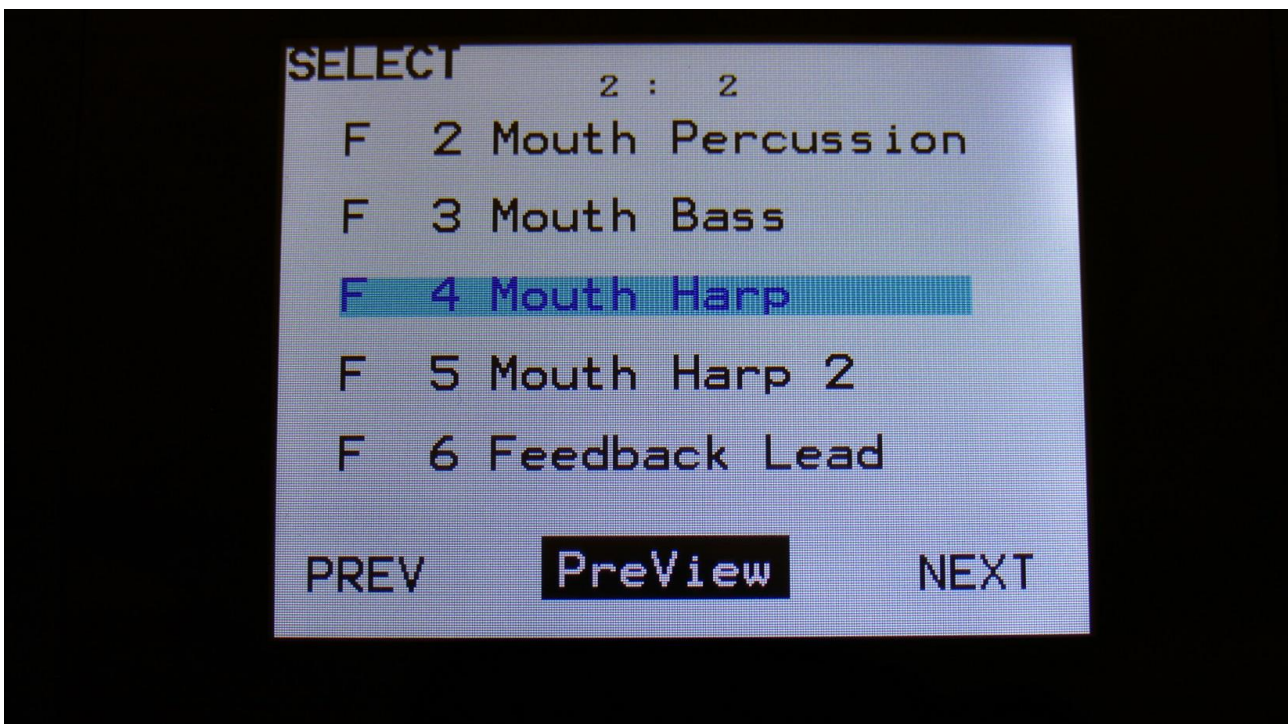 SELECT
2 : 2
F 2 Mouth Percussion
F 3 Mouth Bass
F 4 Mouth Harp
F 5 Mouth Harp 2
F 6 Feedback Lead
PREV PreView NEXT